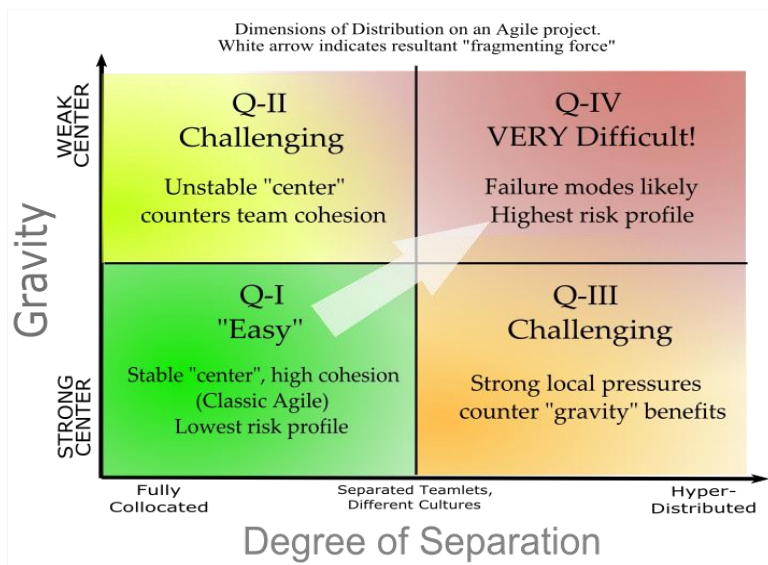 Dimensions of Distribution on an Agile project.
White arrow indicates resultant "fragmenting force"
WEAK
CENTER
Gravity
STRONG
CENTER
Q-II
Challenging
Unstable "center"
counters team cohesion
Q-IV
VERY Difficult!
Failure modes likely
Highest risk profile
Q-I
"Easy"
Stable "center", high cohesion
(Classic Agile)
Lowest risk profile
Q-III
Challenging
Strong local pressures
counter "gravity" benefits
Fully
Collocated
Separated Teamlets,
Different Cultures
Hyper-
Distributed
Degree of Separation